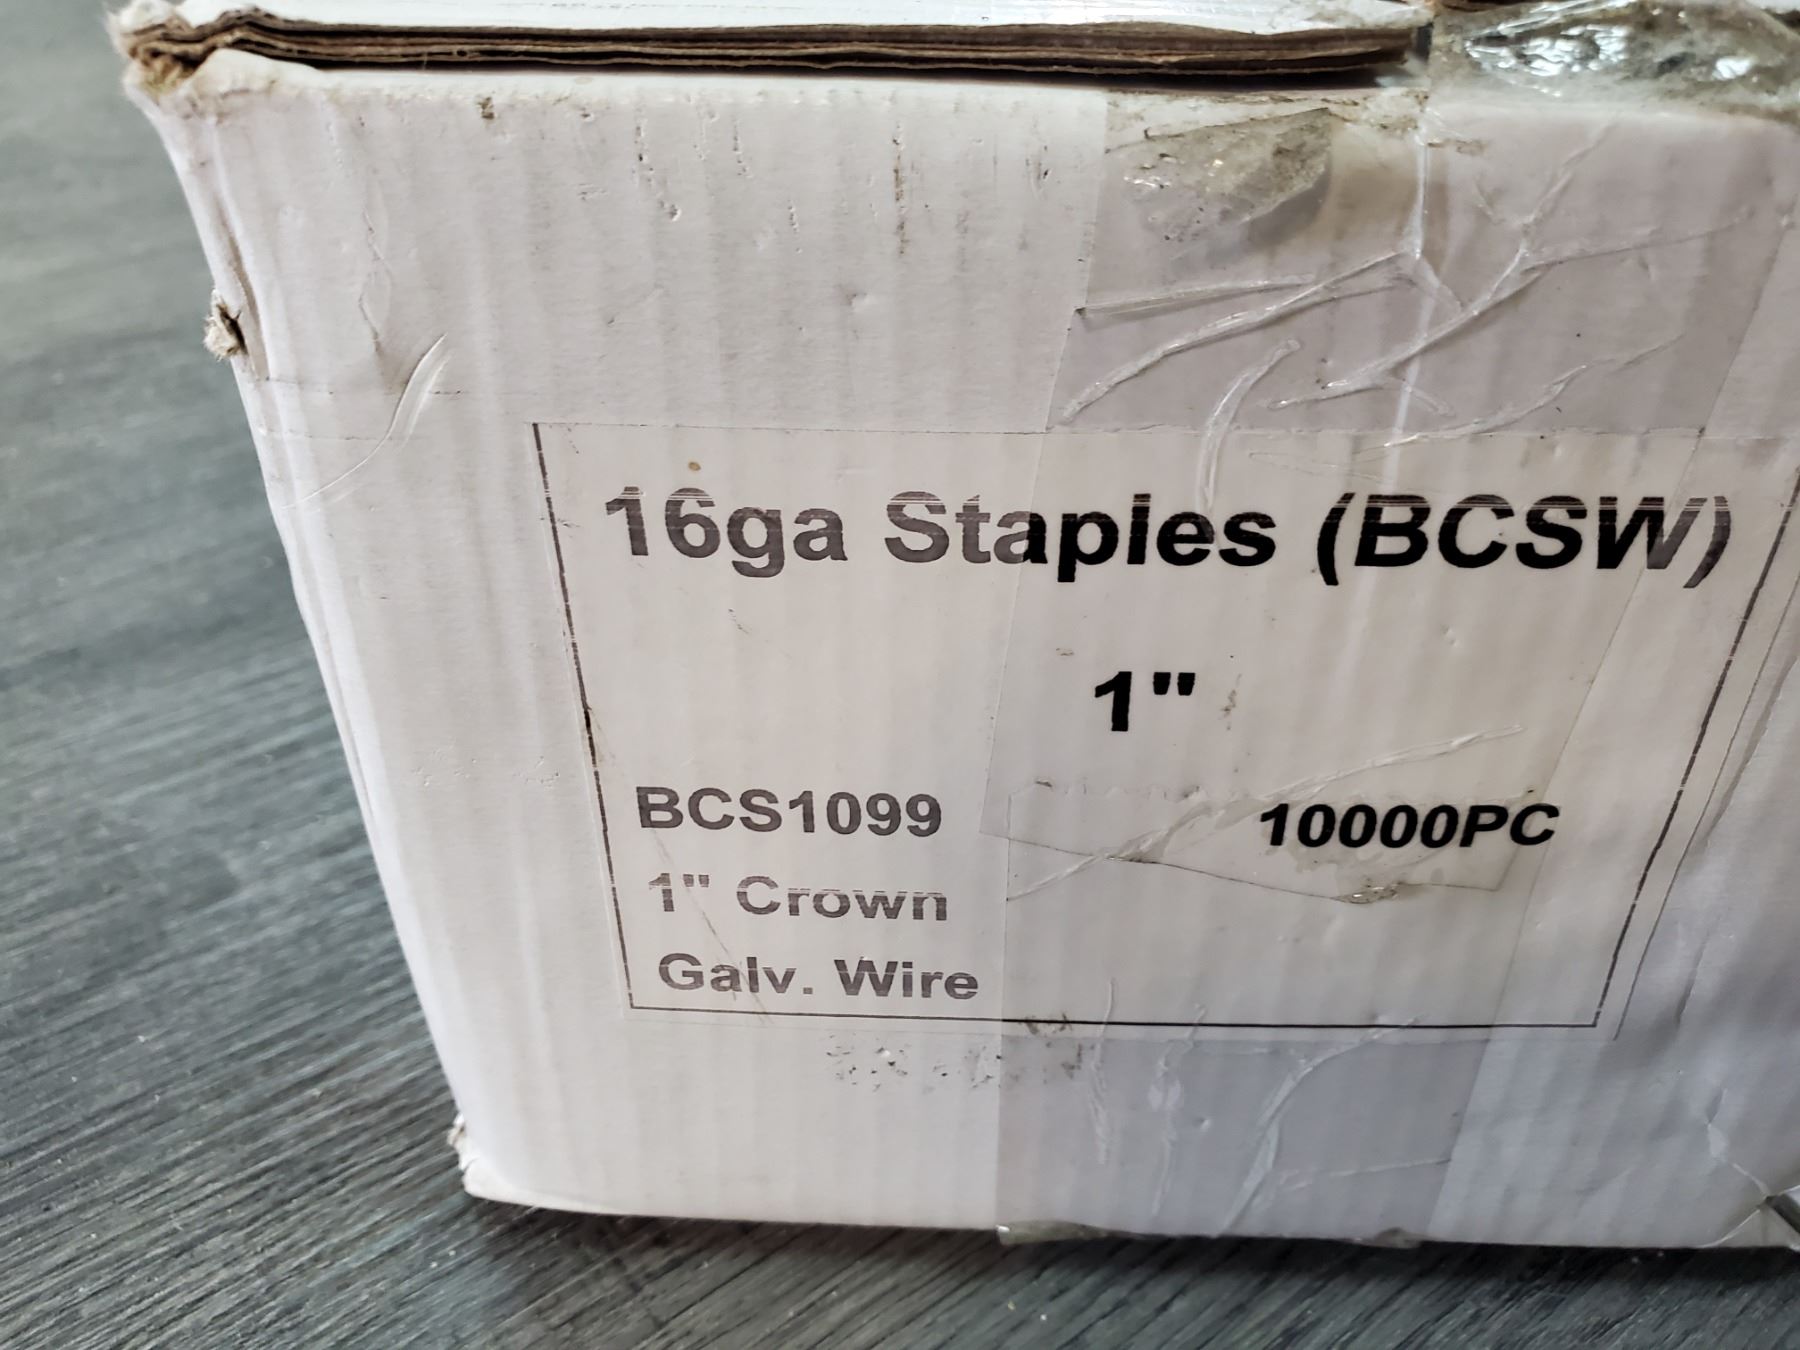 16ga Staples (BCSW)
1"
BCS1099 10000PC
1" Crown
Galv. Wire